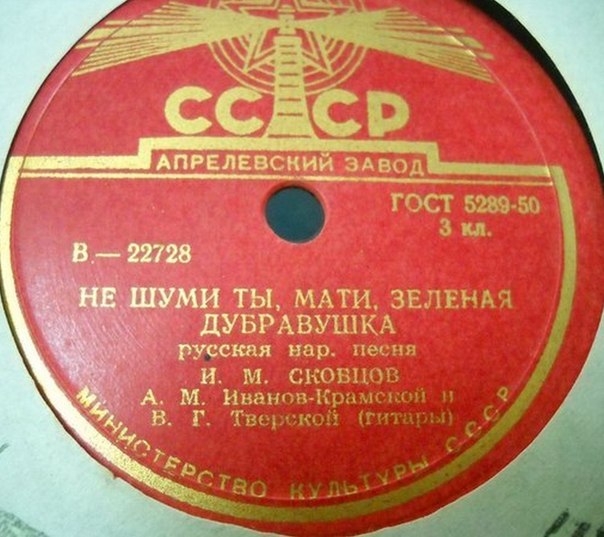 СССР
АПРЕЛЕВСКИЙ ЗАВОД
ГОСТ 5289-50
3 кл.
В — 22728
НЕ ШУМИ ТЫ, МАТИ, ЗЕЛЕНАЯ
ДУБРАВУШКА
русская нар. песня
И. М. СКОБЦОВ
А. М. Иванов-Крамской и
В. Г. Тверской (гитары)
МИНИСТЕРСТВО КУЛЬТУРЫ СССР